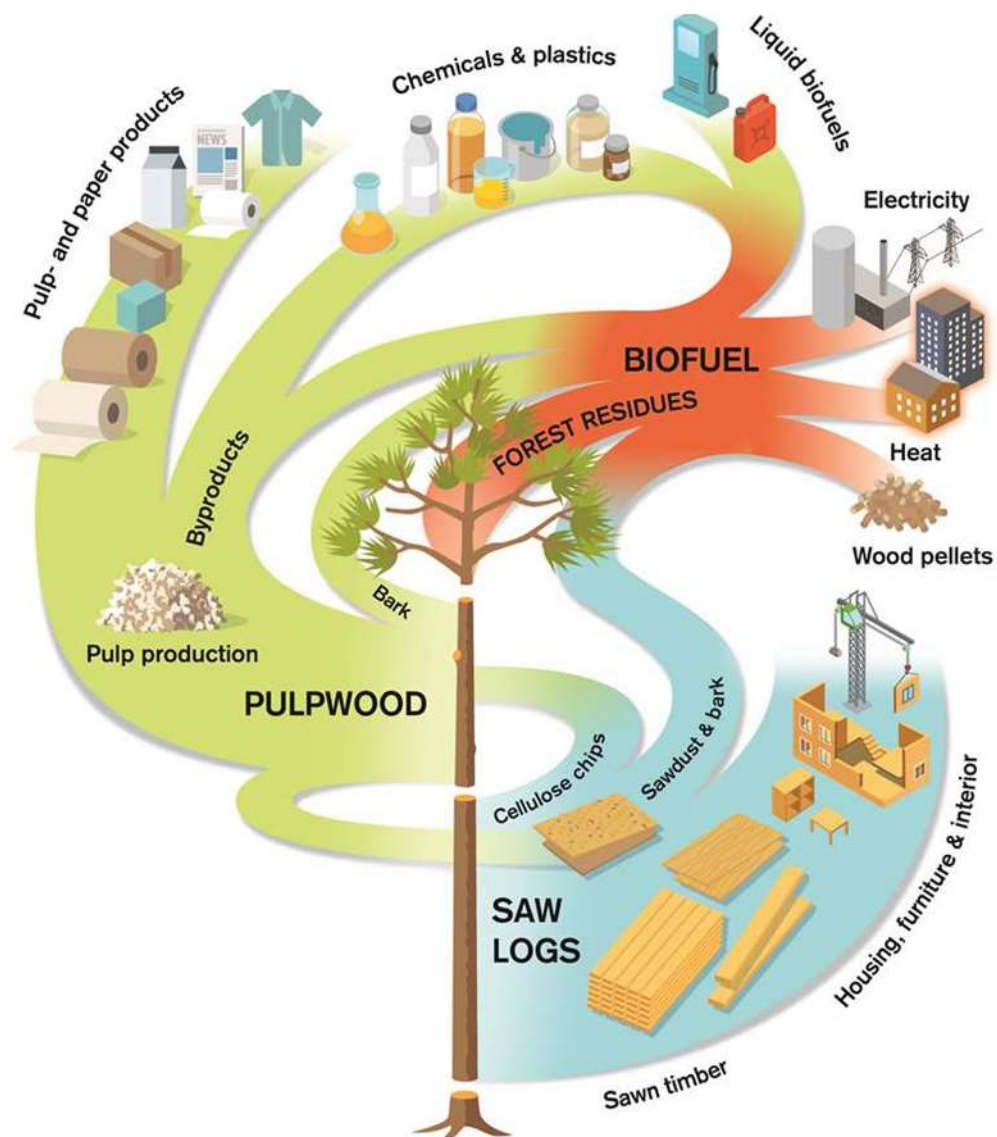 Chemicals & plastics
Liquid biofuels
Pulp- and paper products
NEWS
Electricity
BIOFUEL
FOREST RESIDUES
Heat
Byproducts
Wood pellets
Bark
Pulp production
PULPWOOD
Cellulose chips
Sawdust & bark
Housing, furniture & interior
SAW
LOGS
Sawn timber